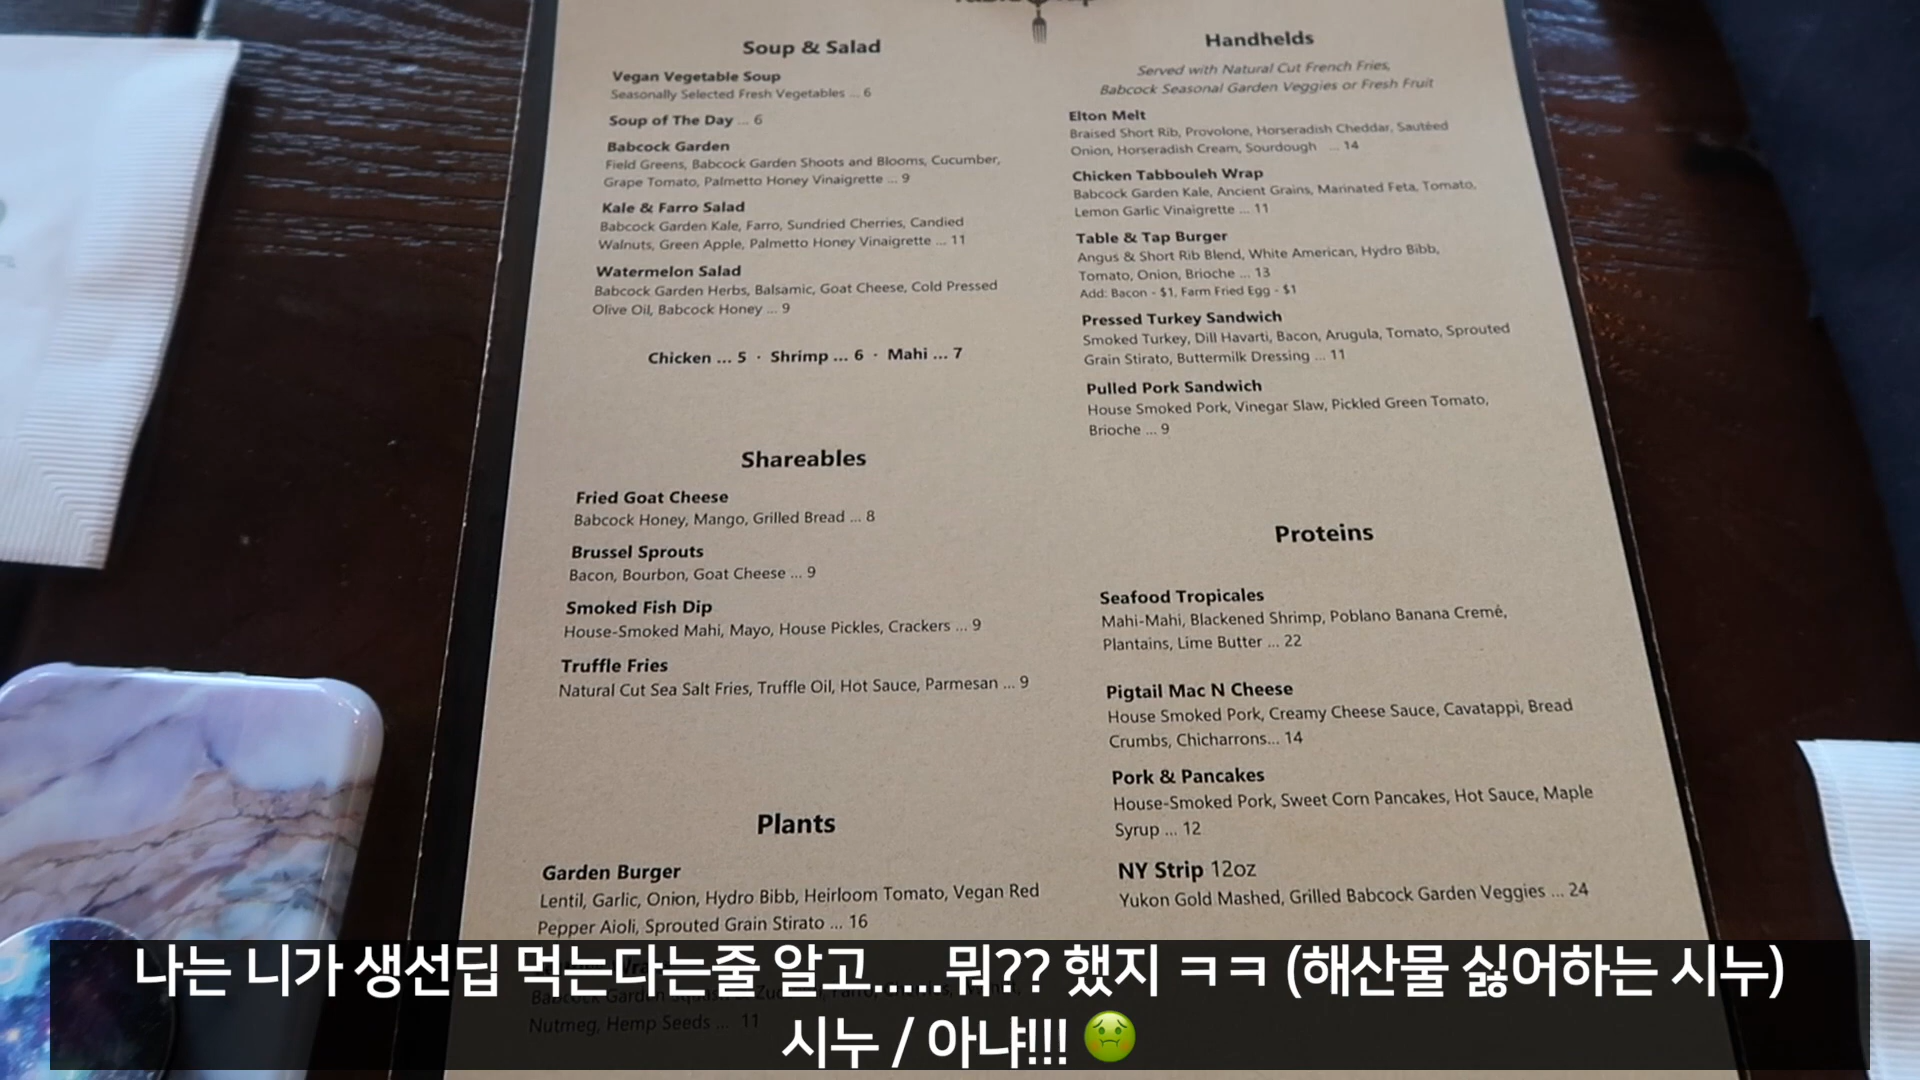 Soup & Salad
Vegan Vegetable Soup
Seasonally Selected Fresh Vegetables ... 6
Soup of The Day ... 6
Babcock Garden
Field Greens, Babcock Garden Shoots and Blooms, Cucumber,
Grape Tomato, Palmetto Honey Vinaigrette ... 9
Kale & Farro Salad
Babcock Garden Kale, Farro, Sundried Cherries, Candied
Walnuts, Green Apple, Palmetto Honey Vinaigrette ... 11
Watermelon Salad
Babcock Garden Herbs, Balsamic, Goat Cheese, Cold Pressed
Olive Oil, Babcock Honey ... 9
Chicken ... 5 · Shrimp ... 6 · Mahi ... 7
Shareables
Fried Goat Cheese
Babcock Honey, Mango, Grilled Bread ... 8
Brussel Sprouts
Bacon, Bourbon, Goat Cheese ... 9
Smoked Fish Dip
House-Smoked Mahi, Mayo, House Pickles, Crackers ... 9
Truffle Fries
Natural Cut Sea Salt Fries, Truffle Oil, Hot Sauce, Parmesan ... 9
Plants
Garden Burger
Lentil, Garlic, Onion, Hydro Bibb, Heirloom Tomato, Vegan Red
Pepper Aioli, Sprouted Grain Stirato ... 16
Babcock Garden
Nutmeg, Hemp Seeds ... 11
Handhelds
Served with Natural Cut French Fries,
Babcock Seasonal Garden Veggies or Fresh Fruit
Elton Melt
Braised Short Rib, Provolone, Horseradish Cheddar, Sautéed
Onion, Horseradish Cream, Sourdough ... 14
Chicken Tabbouleh Wrap
Babcock Garden Kale, Ancient Grains, Marinated Feta, Tomato,
Lemon Garlic Vinaigrette ... 11
Table & Tap Burger
Angus & Short Rib Blend, White American, Hydro Bibb,
Tomato, Onion, Brioche ... 13
Add: Bacon - $1, Farm Fried Egg - $1
Pressed Turkey Sandwich
Smoked Turkey, Dill Havarti, Bacon, Arugula, Tomato, Sprouted
Grain Stirato, Buttermilk Dressing ... 11
Pulled Pork Sandwich
House Smoked Pork, Vinegar Slaw, Pickled Green Tomato,
Brioche ... 9
Proteins
Seafood Tropicales
Mahi-Mahi, Blackened Shrimp, Poblano Banana Cremé,
Plantains, Lime Butter ... 22
Pigtail Mac N Cheese
House Smoked Pork, Creamy Cheese Sauce, Cavatappi, Bread
Crumbs, Chicharrons... 14
Pork & Pancakes
House-Smoked Pork, Sweet Corn Pancakes, Hot Sauce, Maple
Syrup ... 12
NY Strip 12oz
Yukon Gold Mashed, Grilled Babcock Garden Veggies ... 24
나는 니가 생선딥 먹는다는줄 알고......뭐?? 했지 ㅋㅋ (해산물 싫어하는 시누)
시누 / 아냐!!! 🤢